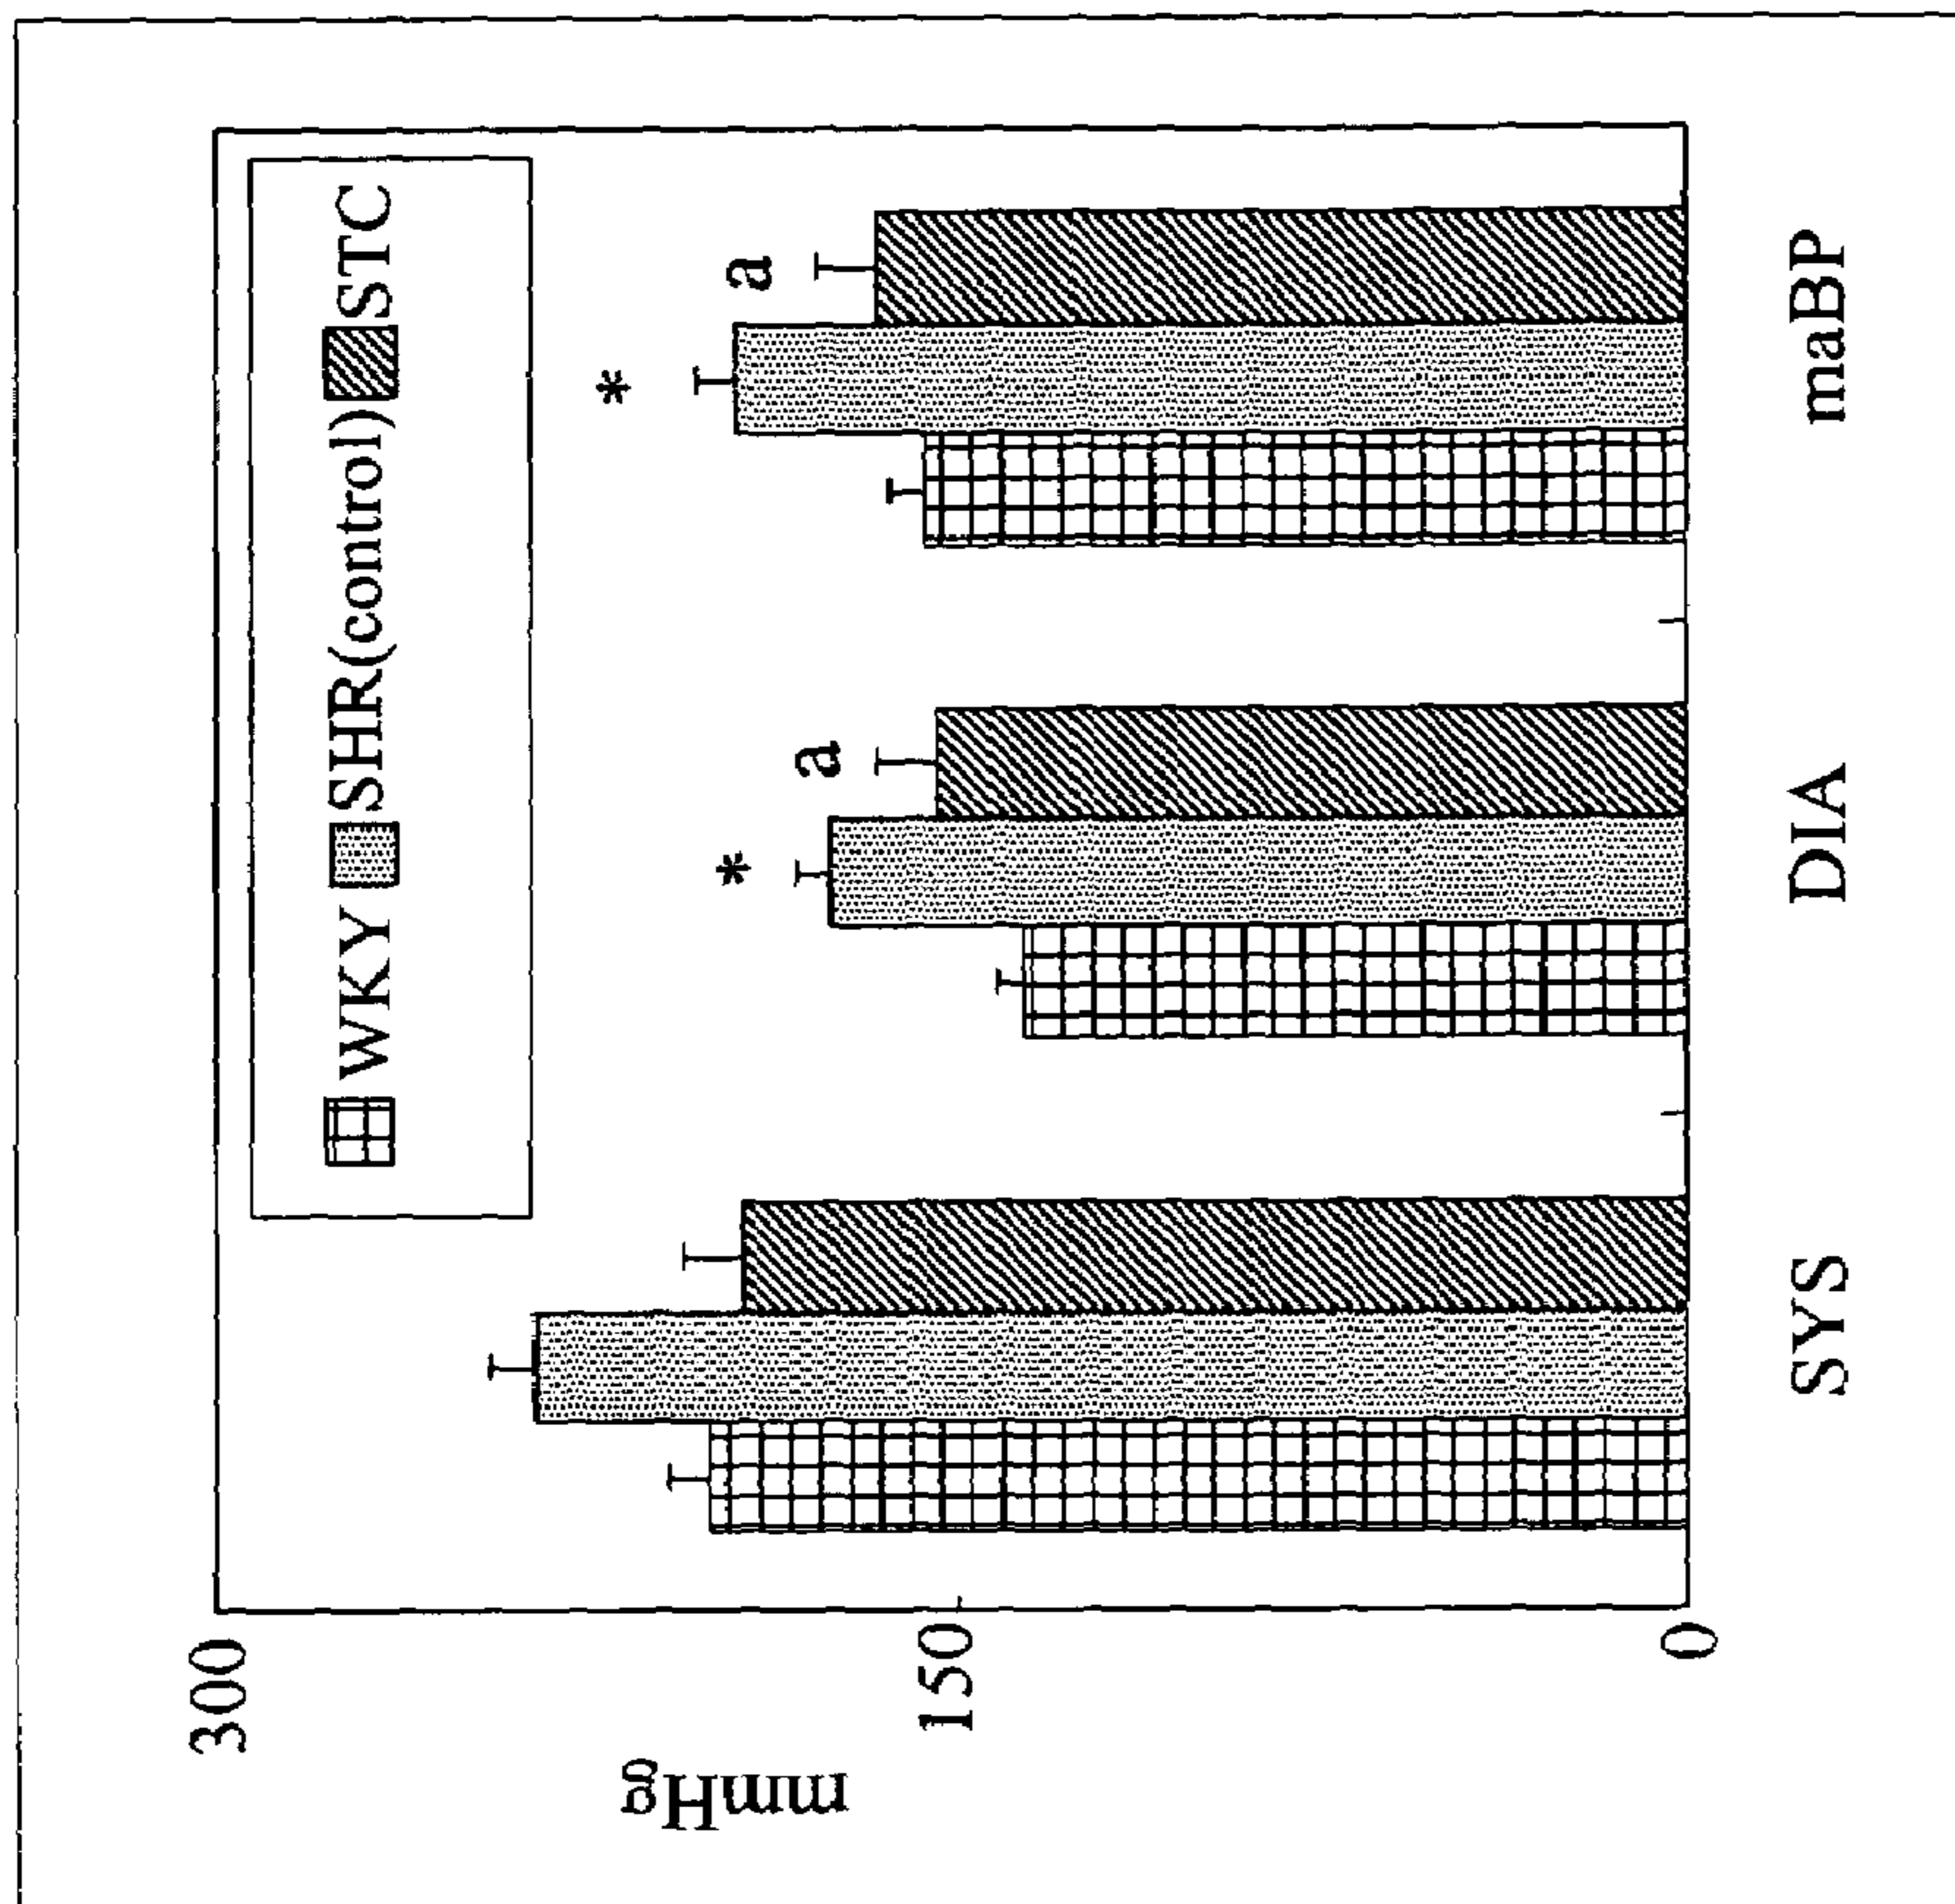 WKY SHR(control) STC
300
150
0
mmHg
*
a
*
a
SYS DIA maBP